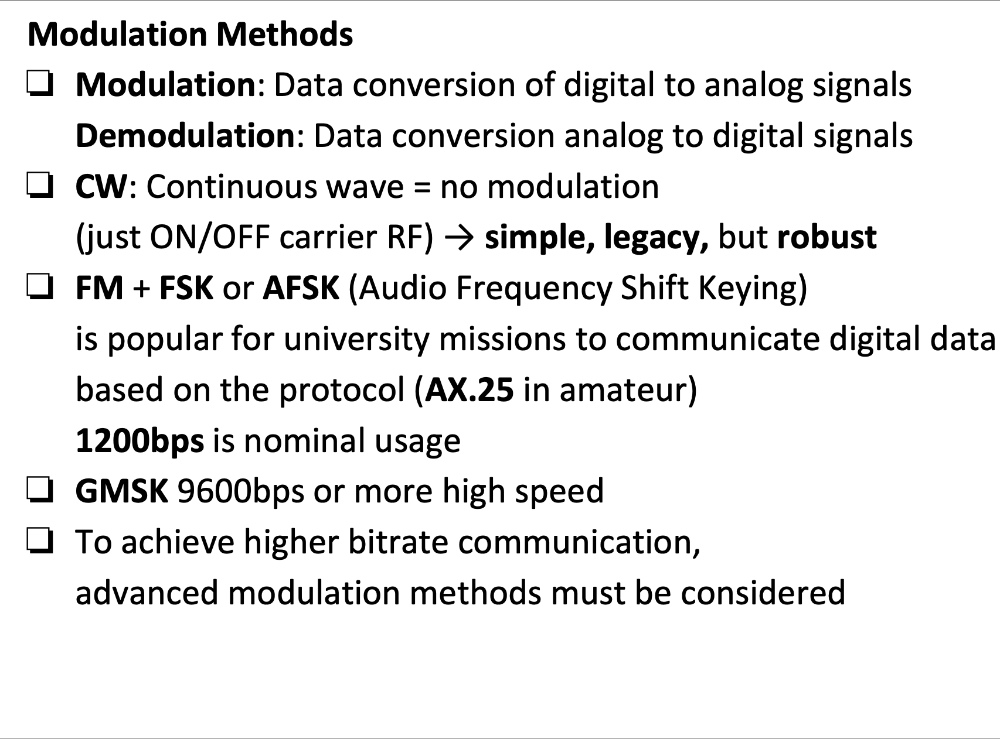 Modulation Methods
❑ Modulation: Data conversion of digital to analog signals
Demodulation: Data conversion analog to digital signals
❑ CW: Continuous wave = no modulation
(just ON/OFF carrier RF) → simple, legacy, but robust
❑ FM + FSK or AFSK (Audio Frequency Shift Keying)
is popular for university missions to communicate digital data
based on the protocol (AX.25 in amateur)
1200bps is nominal usage
❑ GMSK 9600bps or more high speed
❑ To achieve higher bitrate communication,
advanced modulation methods must be considered